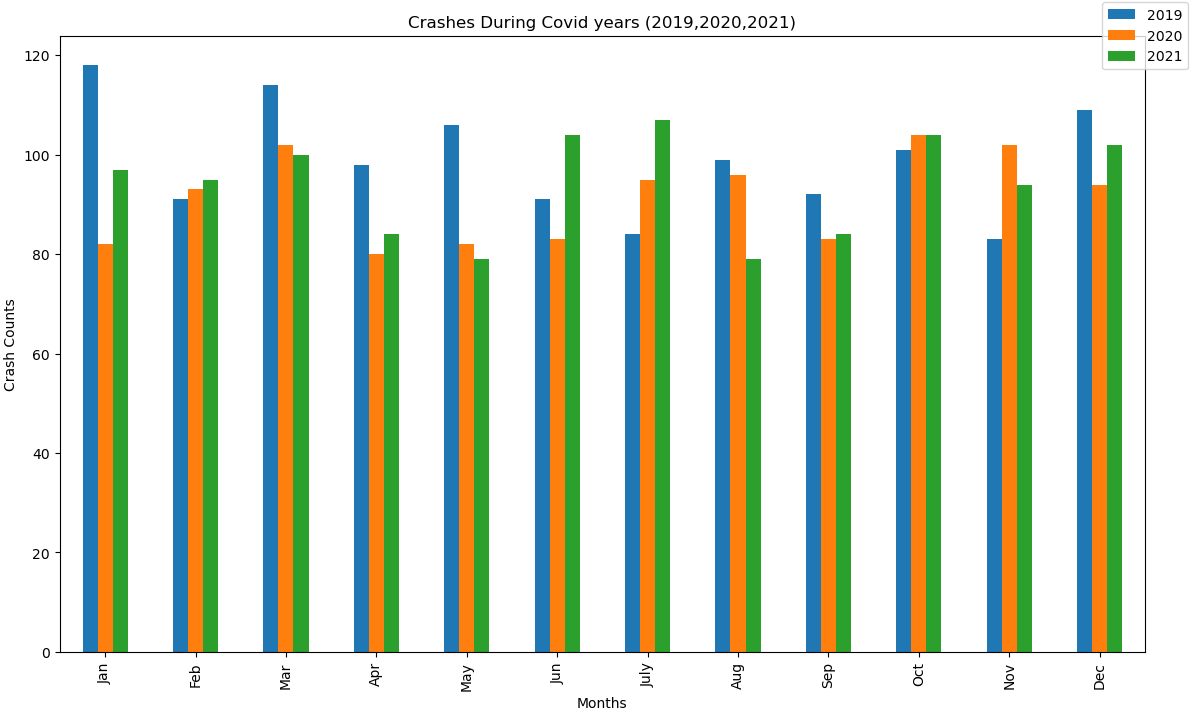 Crashes During Covid years (2019,2020,2021)
2019
2020
2021
120
100
80
60
40
20
0
Crash Counts
Jan
Feb
Mar
Apr
May
Jun
July
Aug
Sep
Oct
Nov
Dec
Months